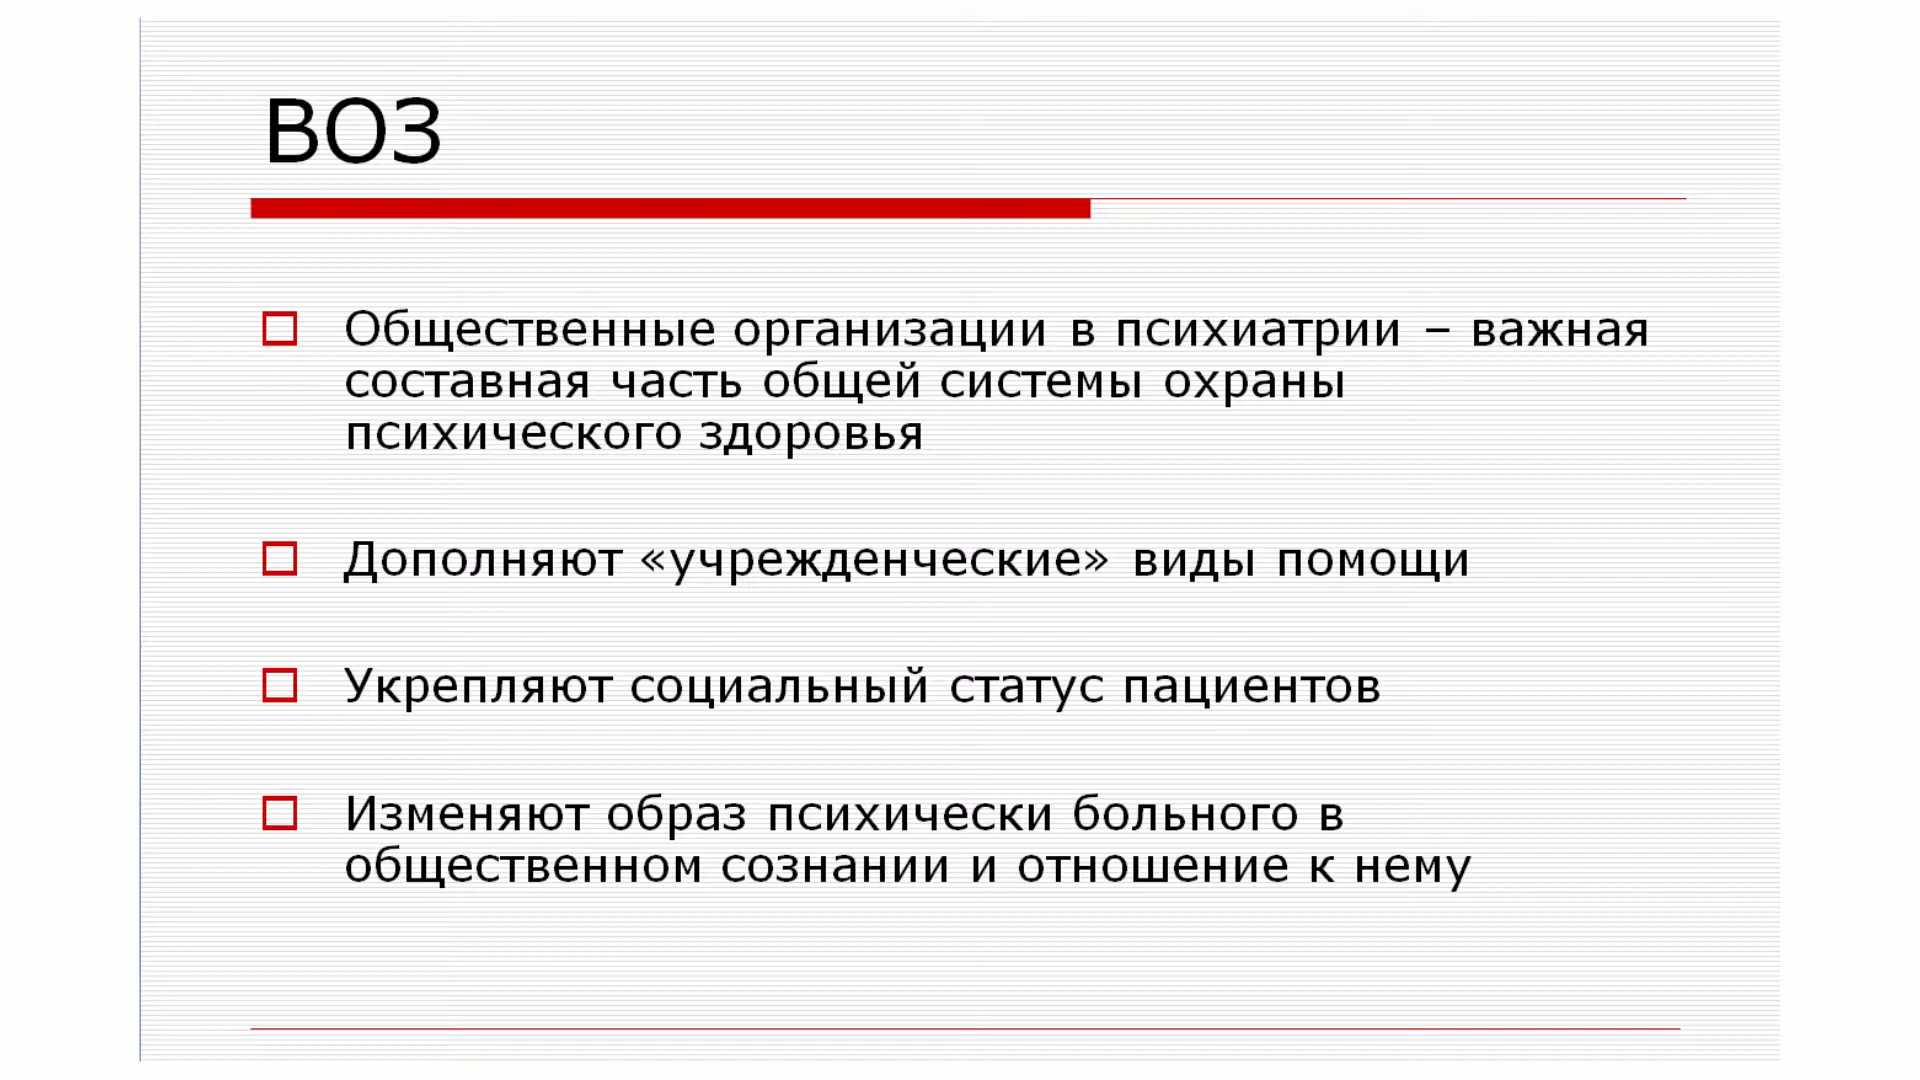 ВОЗ
Общественные организации в психиатрии – важная
составная часть общей системы охраны
психического здоровья
Дополняют «учрежденческие» виды помощи
Укрепляют социальный статус пациентов
Изменяют образ психически больного в
общественном сознании и отношение к нему